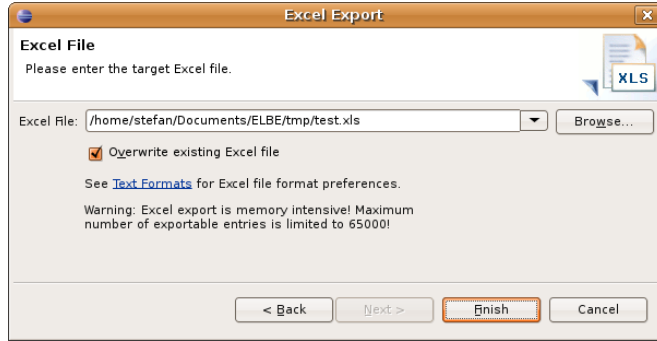 Excel Export
Excel File
Please enter the target Excel file.
XLS
Excel File: /home/stefan/Documents/ELBE/tmp/test.xls Browse...
Overwrite existing Excel file
See Text Formats for Excel file format preferences.
Warning: Excel export is memory intensive! Maximum
number of exportable entries is limited to 65000!
< Back Next > Finish Cancel